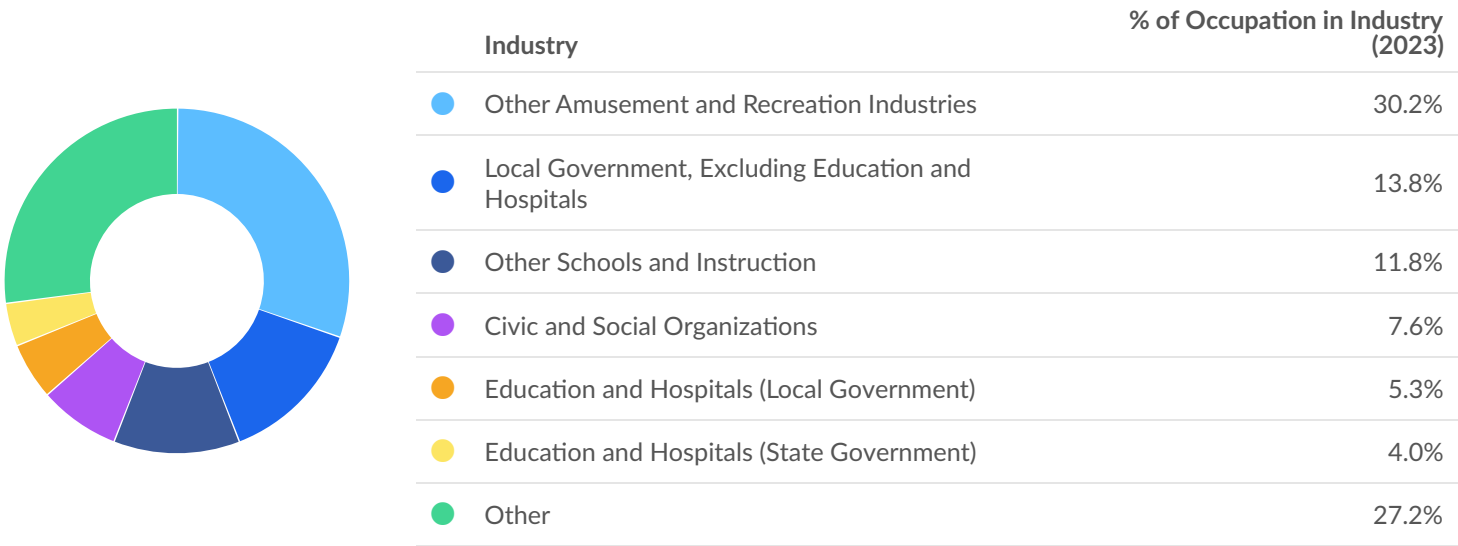 Industry
% of Occupation in Industry
(2023)
Other Amusement and Recreation Industries
30.2%
Local Government, Excluding Education and
Hospitals
13.8%
Other Schools and Instruction
11.8%
Civic and Social Organizations
7.6%
Education and Hospitals (Local Government)
5.3%
Education and Hospitals (State Government)
4.0%
Other
27.2%